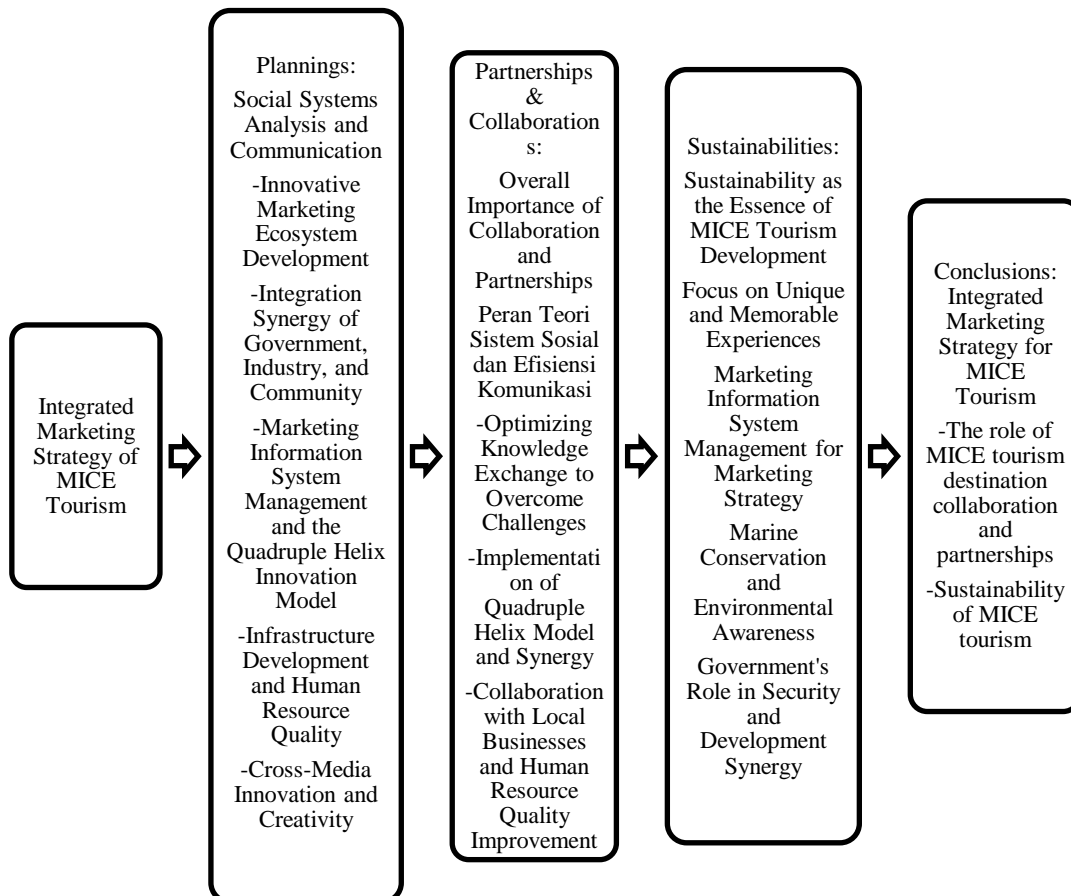 Integrated
Marketing
Strategy of
MICE
Tourism
Plannings:
Social Systems
Analysis and
Communication
-Innovative
Marketing
Ecosystem
Development
-Integration
Synergy of
Government,
Industry, and
Community
-Marketing
Information
System
Management
and the
Quadruple Helix
Innovation
Model
-Infrastructure
Development
and Human
Resource
Quality
-Cross-Media
Innovation and
Creativity
Partnerships
&
Collaboration
s:
Overall
Importance of
Collaboration
and
Partnerships
Peran Teori
Sistem Sosial
dan Efisiensi
Komunikasi
-Optimizing
Knowledge
Exchange to
Overcome
Challenges
-Implementati
on of
Quadruple
Helix Model
and Synergy
-Collaboration
with Local
Businesses
and Human
Resource
Quality
Improvement
Sustainabilities:
Sustainability as
the Essence of
MICE Tourism
Development
Focus on Unique
and Memorable
Experiences
Marketing
Information
System
Management for
Marketing
Strategy
Marine
Conservation and
Environmental
Awareness
Government's
Role in Security
and
Development
Synergy
Conclusions:
Integrated
Marketing
Strategy for
MICE
Tourism
-The role of
MICE tourism
destination
collaboration
and
partnerships
-Sustainability
of MICE
tourism